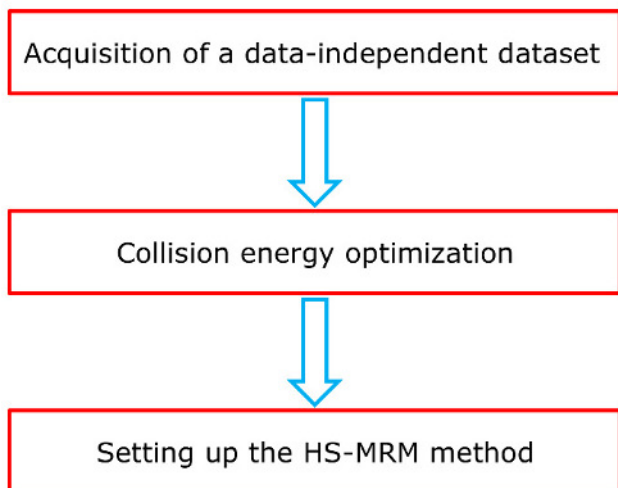 Acquisition of a data-independent dataset
Collision energy optimization
Setting up the HS-MRM method